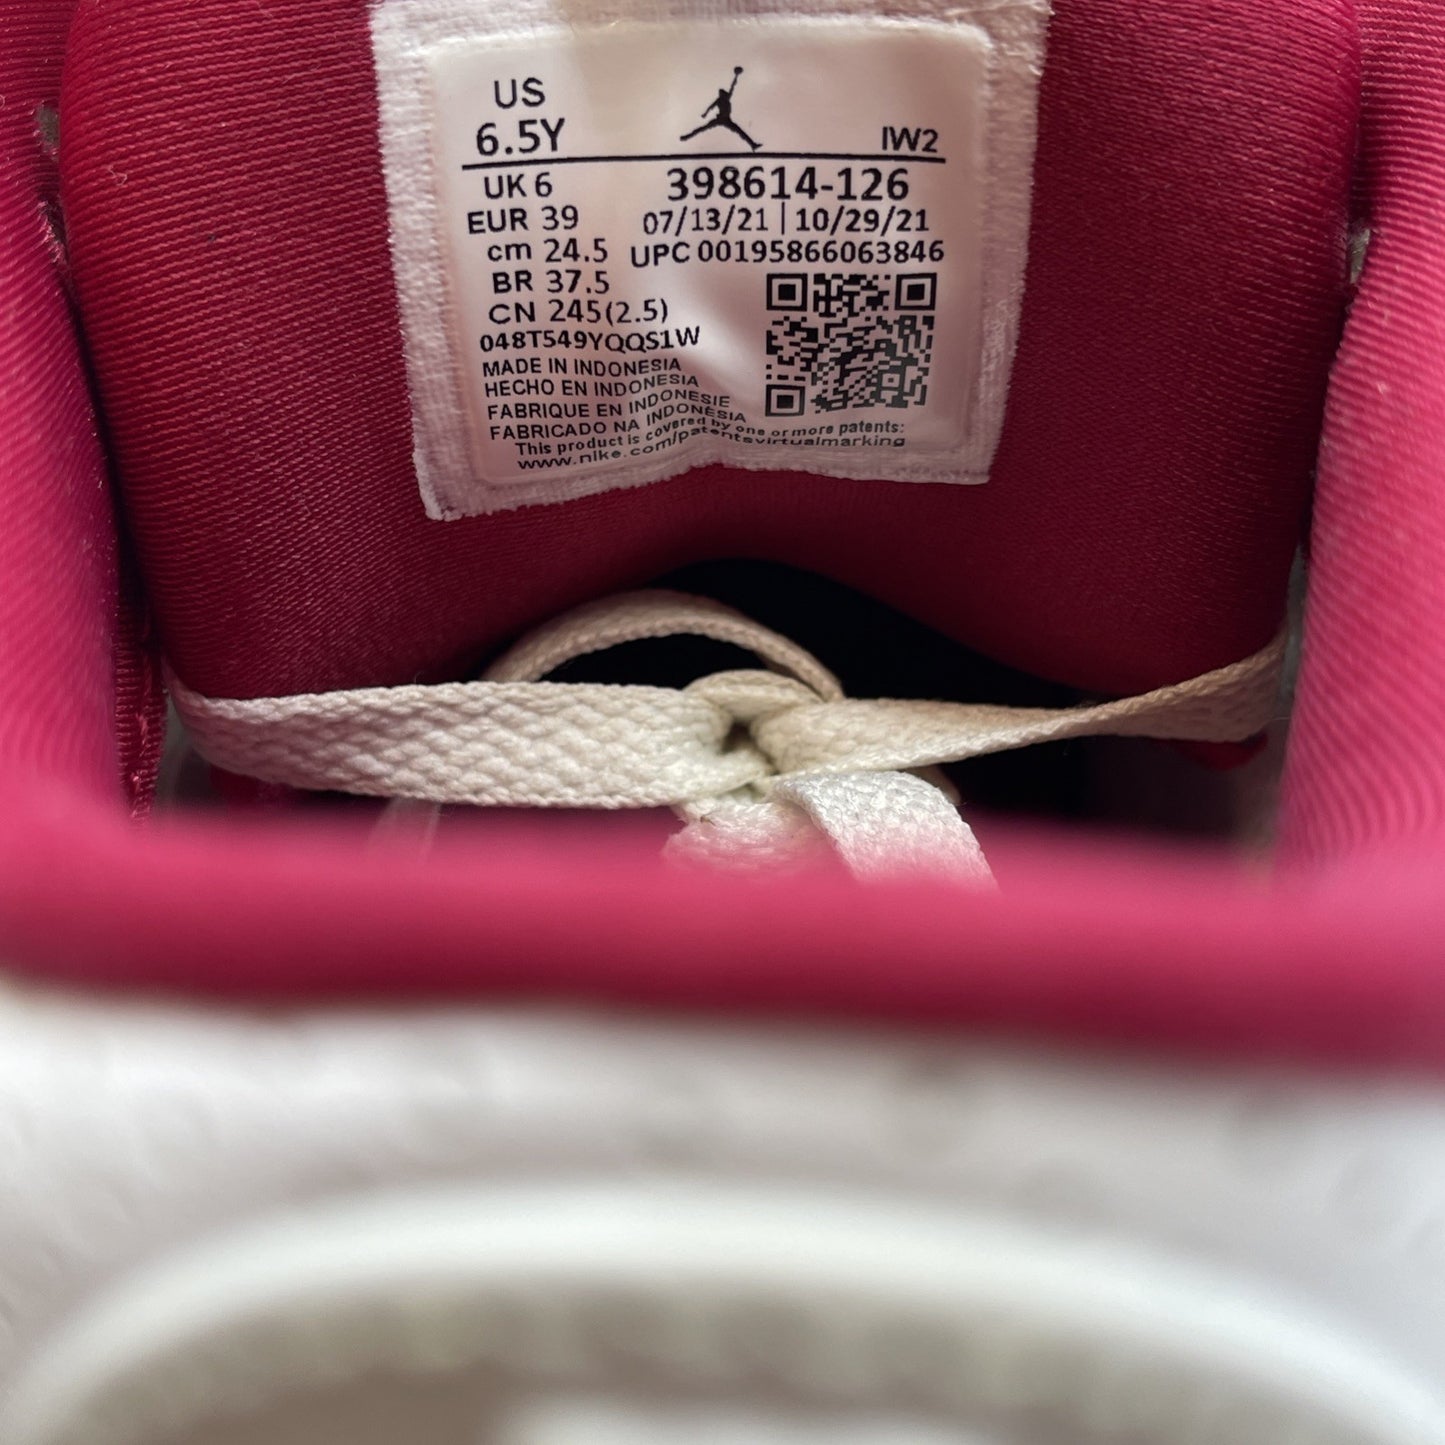 US
6.5Y IW2
UK 6 398614-126
EUR 39 07/13/21 | 10/29/21
cm 24.5 UPC 00195866063846
BR 37.5
CN 245(2.5)
048T549YQQS1W
MADE IN INDONESIA
HECHO EN INDONESIA
FABRIQUE EN INDONESIE
FABRICADO NA INDONÉSIA
This product is covered by one or more patents:
www.nike.com/patentsvirtualmarking